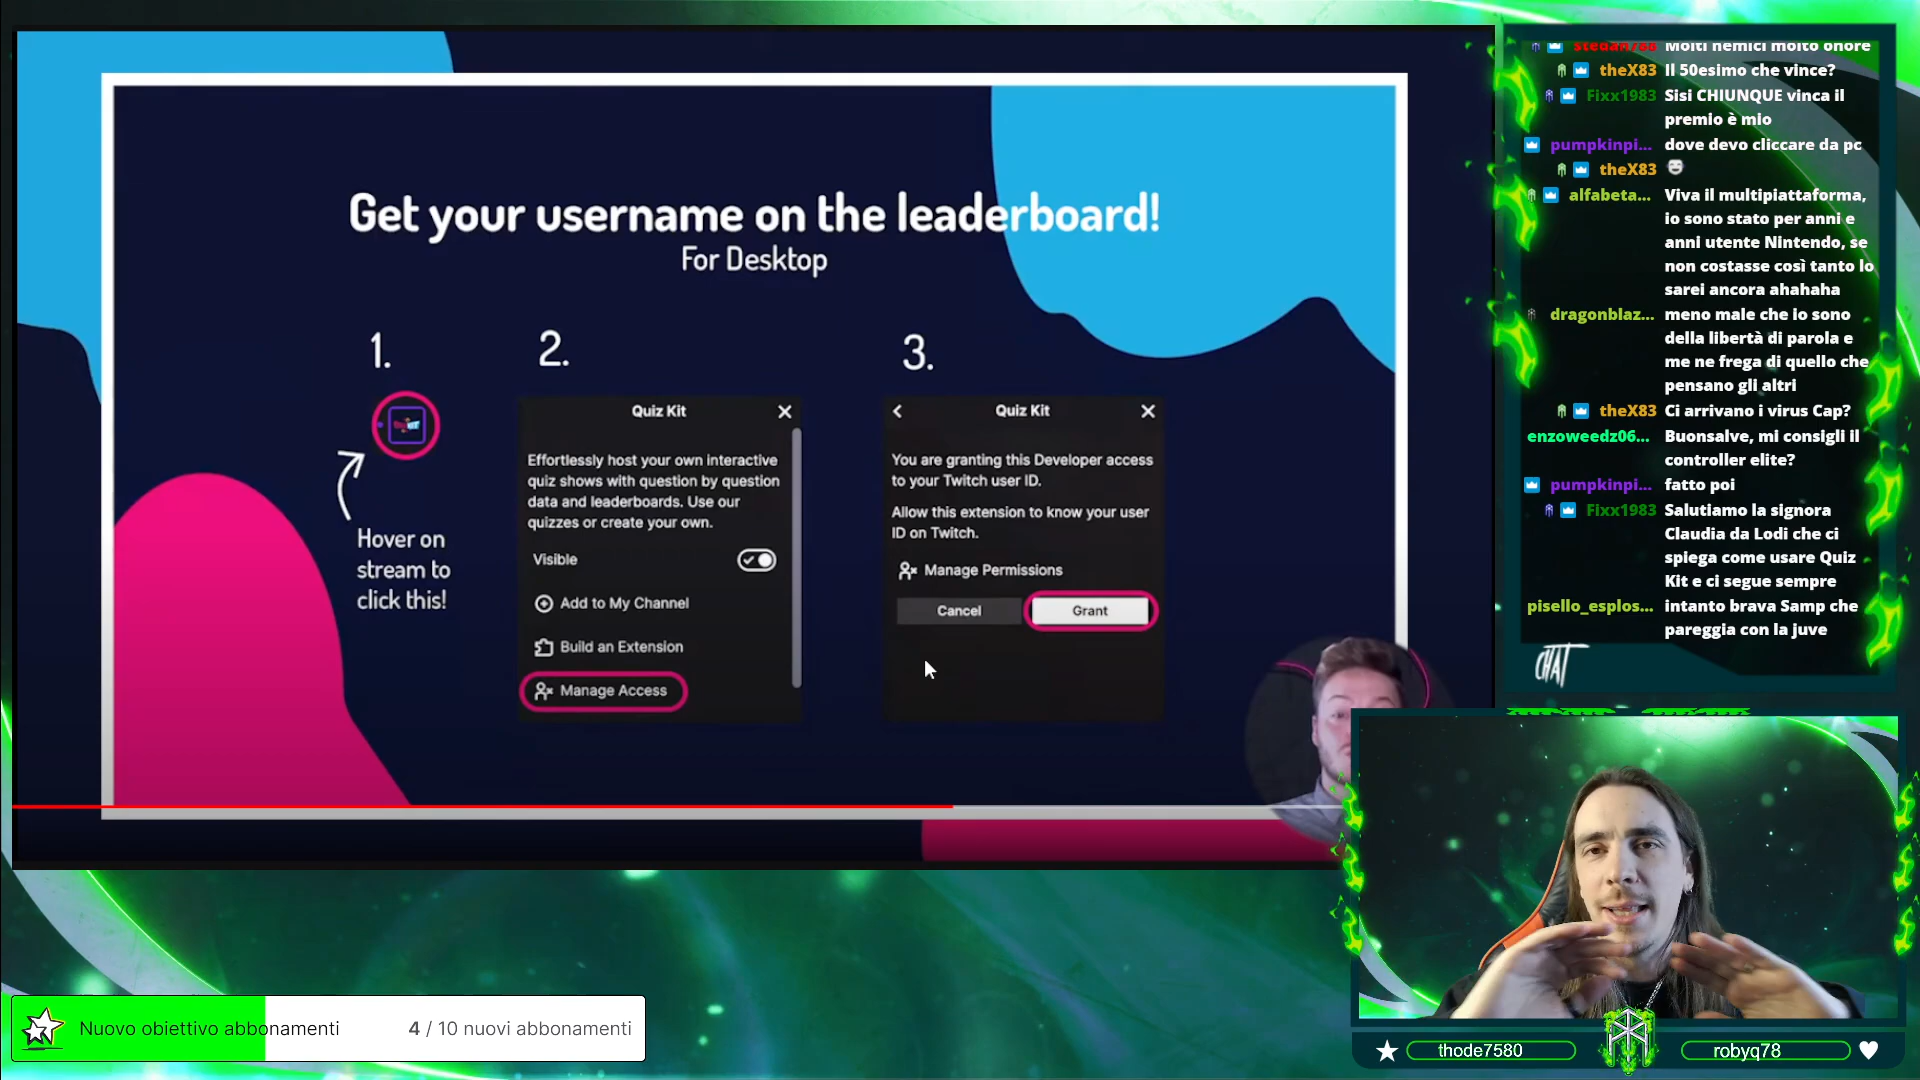 Get your username on the leaderboard!
For Desktop
1.
2.
3.
Hover on
stream to
click this!
Quiz Kit
Effortlessly host your own interactive
quiz shows with question by question
data and leaderboards. Use our
quizzes or create your own.
Visible
Add to My Channel
Build an Extension
Manage Access
Quiz Kit
You are granting this Developer access
to your Twitch user ID.
Allow this extension to know your user
ID on Twitch.
Manage Permissions
Cancel
Grant
stedan788 Molti nemici molto onore
theX83 Il 50esimo che vince?
Fixx1983 Sisi CHIUNQUE vinca il
premio è mio
pumpkinpi... dove devo cliccare da pc
theX83
alfabeta... Viva il multipiattaforma,
io sono stato per anni e
anni utente Nintendo, se
non costasse così tanto lo
sarei ancora ahahaha
dragonblaz... meno male che io sono
della libertà di parola e
me ne frega di quello che
pensano gli altri
theX83 Ci arrivano i virus Cap?
enzoweedz06... Buonsalve, mi consigli il
controller elite?
pumpkinpi... fatto poi
Fixx1983 Salutiamo la signora
Claudia da Lodi che ci
spiega come usare Quiz
Kit e ci segue sempre
pisello_esplos... intanto brava Samp che
pareggia con la juve
CHAT
Nuovo obiettivo abbonamenti 4 / 10 nuovi abbonamenti
thode7580
robyq78